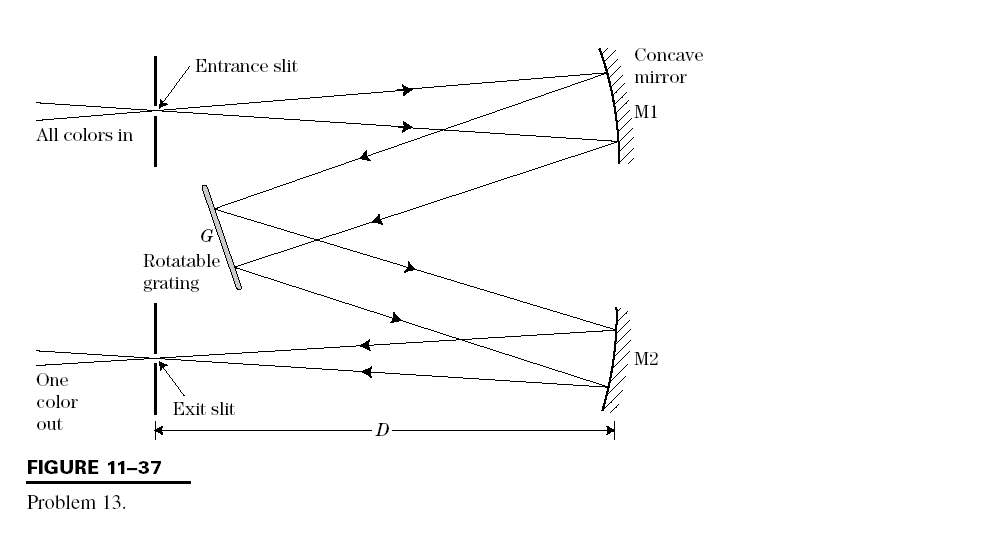 Entrance slit
Concave
mirror
M1
All colors in
G
Rotatable
grating
M2
One
color
out
Exit slit
D
FIGURE 11–37
Problem 13.